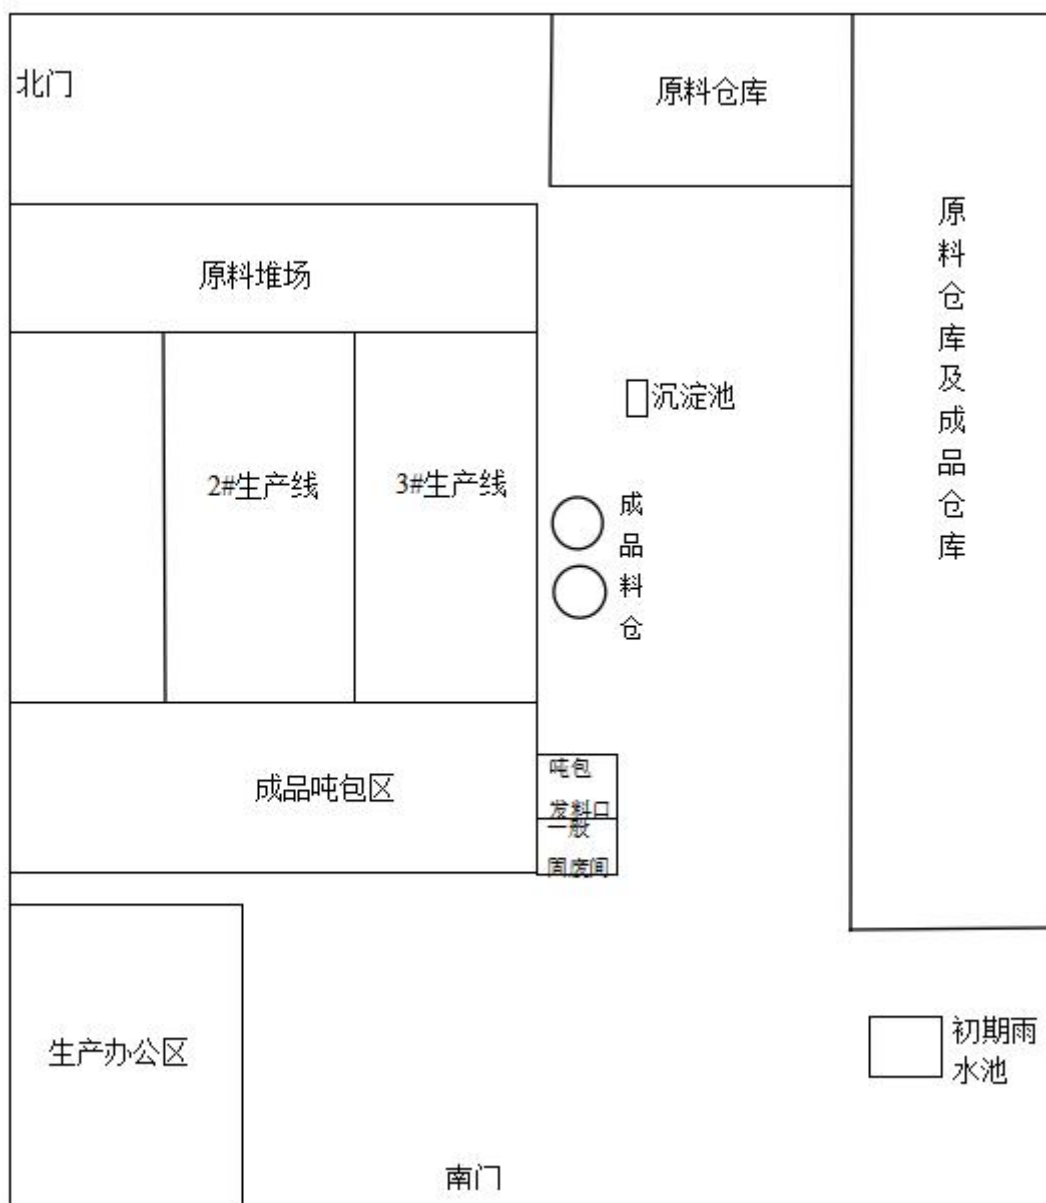 北门
原料仓库
原料仓库及成品仓库
原料堆场
沉淀池
2#生产线
3#生产线
成品料仓
成品吨包区
吨包
发料口
一般
固废间
生产办公区
初期雨
水池
南门